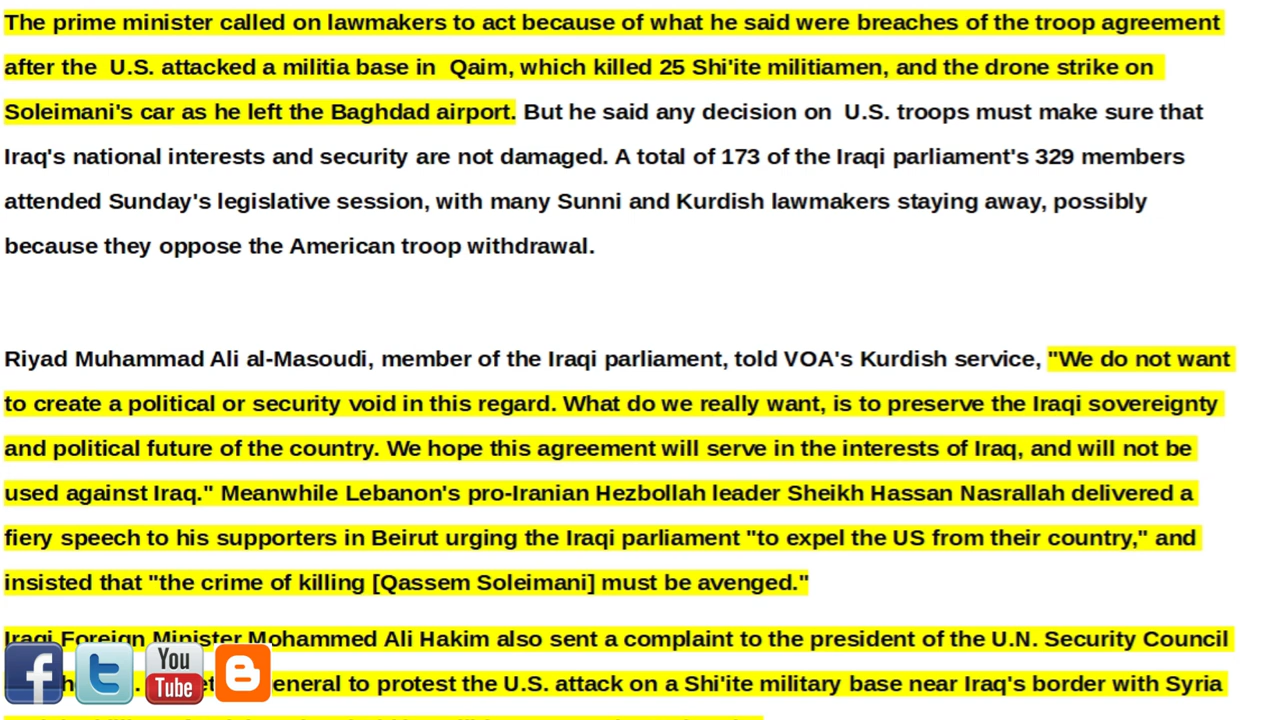 The prime minister called on lawmakers to act because of what he said were breaches of the troop agreement
after the U.S. attacked a militia base in Qaim, which killed 25 Shi'ite militiamen, and the drone strike on
Soleimani's car as he left the Baghdad airport. But he said any decision on U.S. troops must make sure that
Iraq's national interests and security are not damaged. A total of 173 of the Iraqi parliament's 329 members
attended Sunday's legislative session, with many Sunni and Kurdish lawmakers staying away, possibly
because they oppose the American troop withdrawal.
Riyad Muhammad Ali al-Masoudi, member of the Iraqi parliament, told VOA's Kurdish service, "We do not want
to create a political or security void in this regard. What do we really want, is to preserve the Iraqi sovereignty
and political future of the country. We hope this agreement will serve in the interests of Iraq, and will not be
used against Iraq." Meanwhile Lebanon's pro-Iranian Hezbollah leader Sheikh Hassan Nasrallah delivered a
fiery speech to his supporters in Beirut urging the Iraqi parliament "to expel the US from their country," and
insisted that "the crime of killing [Qassem Soleimani] must be avenged."
Iraqi Foreign Minister Mohammed Ali Hakim also sent a complaint to the president of the U.N. Security Council
to protest the U.S. attack on a Shi'ite military base near Iraq's border with Syria
You
Tube